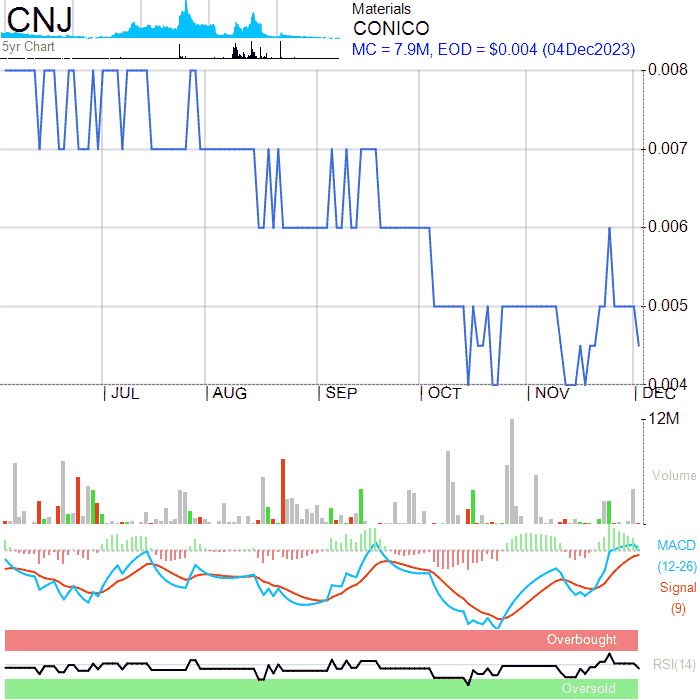 CNJ
5yr Chart
Materials
CONICO
MC = 7.9M, EOD = $0.004 (04Dec2023)
0.008
0.007
0.006
0.005
0.004
JUL AUG SEP OCT NOV DEC
12M
Volume
MACD
(12-26)
Signal
(9)
Overbought
RSI(14)
Oversold